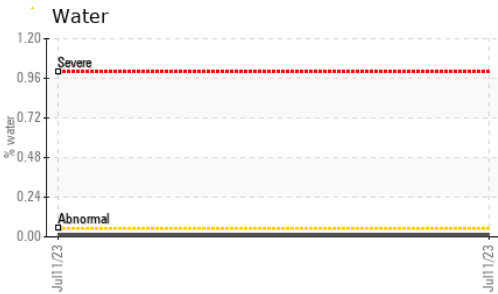 Water
1.20
Severe
0.96
0.72
% water
0.48
0.24
Abnormal
0.00
Jul11/23
Jul11/23